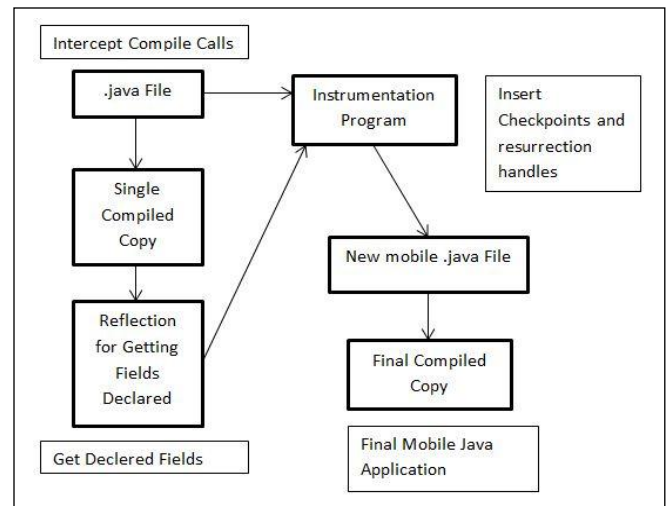 Intercept Compile Calls
.java File
Instrumentation
Program
Insert
Checkpoints and
resurrection
handles
Single
Compiled
Copy
New mobile .java File
Reflection
for Getting
Fields
Declared
Final Compiled
Copy
Get Declered Fields
Final Mobile Java
Application